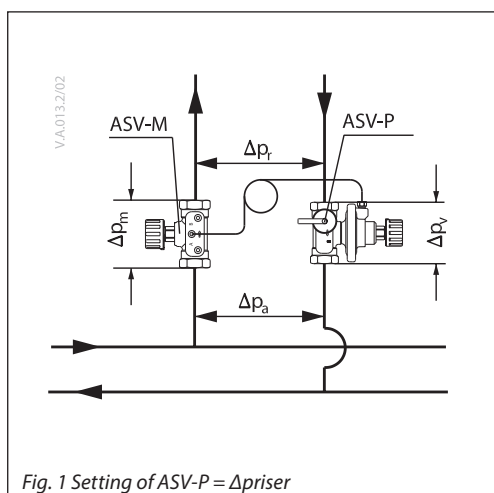 V.A.013.2/02
ASV-M
ASV-P
Δpr
Δpm
Δpv
Δpa
Fig. 1 Setting of ASV-P = Δpriser